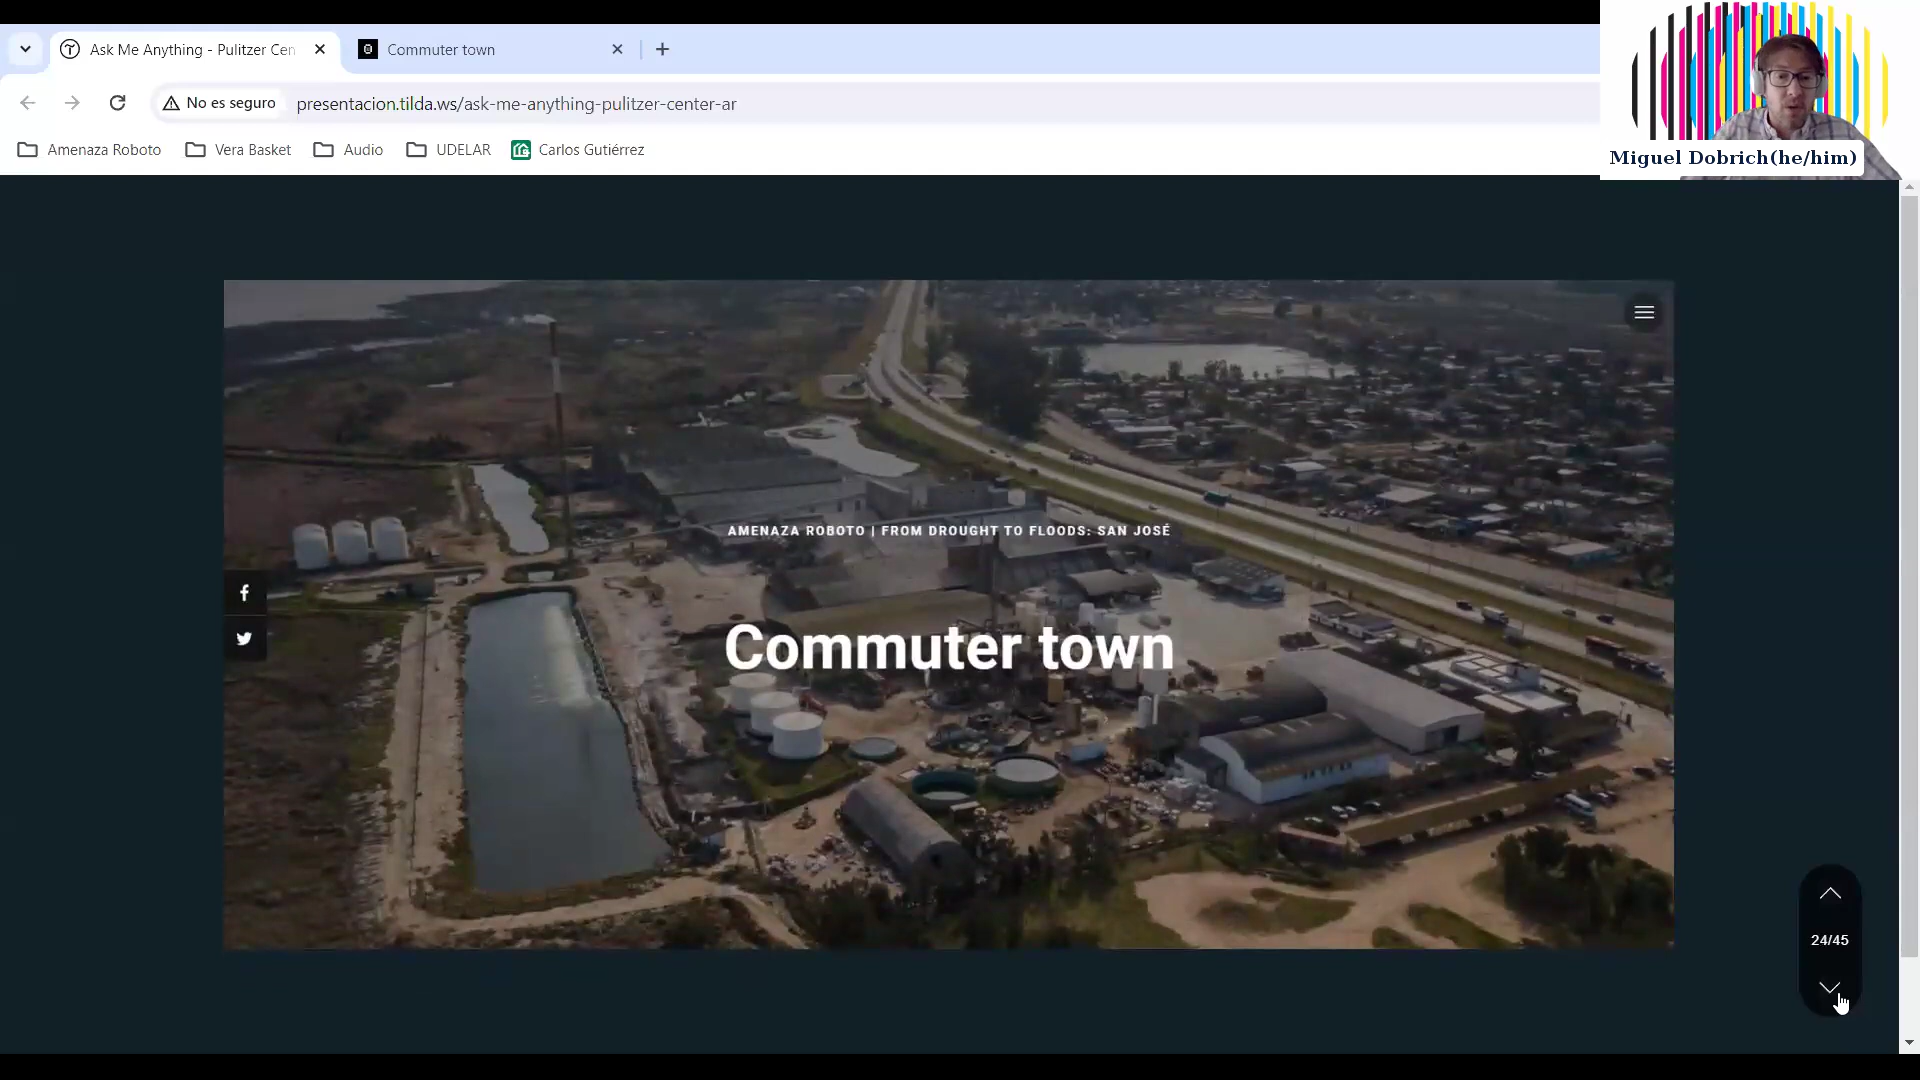 Ask Me Anything - Pulitzer Cen
Commuter town
No es seguro
presentacion.tilda.ws/ask-me-anything-pulitzer-center-ar
Amenaza Roboto
Vera Basket
Audio
UDELAR
Carlos Gutiérrez
Miguel Dobrich(he/him)
AMENAZA ROBOTO | FROM DROUGHT TO FLOODS: SAN JOSÉ
Commuter town
24/45